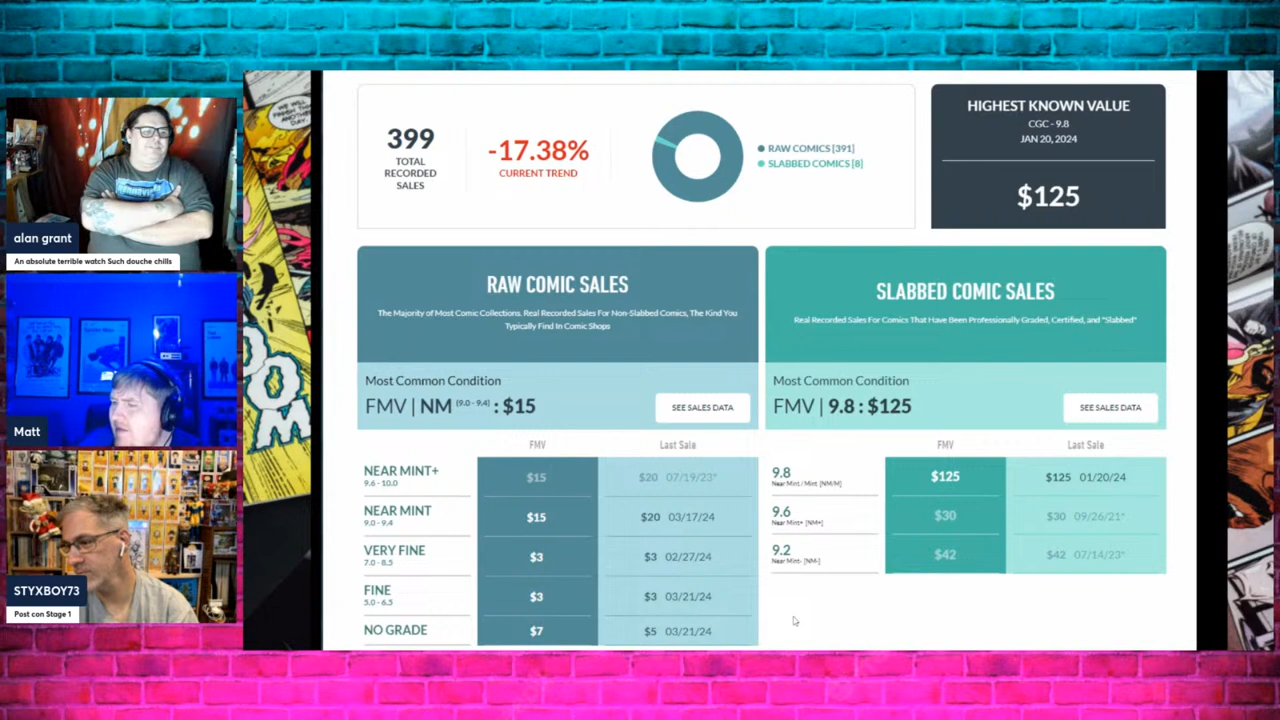 alan grant
An absolute terrible watch Such douche chills
Matt
STYXBOY73
Post con Stage 1
399
TOTAL
RECORDED
SALES
-17.38%
CURRENT TREND
RAW COMICS [391]
SLABBED COMICS [8]
HIGHEST KNOWN VALUE
CGC - 9.8
JAN 20, 2024
$125
RAW COMIC SALES
The Majority of Most Comic Collections. Real Recorded Sales For Non-Slabbed Comics, The Kind You
Typically Find In Comic Shops
Most Common Condition
FMV | NM (9.0 - 9.4) : $15
SEE SALES DATA
SLABBED COMIC SALES
Real Recorded Sales For Comics That Have Been Professionally Graded, Certified, and "Slabbed"
Most Common Condition
FMV | 9.8 : $125
SEE SALES DATA
FMV Last Sale
NEAR MINT+ $15 $20 07/19/23*
9.6 - 10.0
NEAR MINT $15 $20 03/17/24
9.0 - 9.4
VERY FINE $3 $3 02/27/24
7.0 - 8.5
FINE $3 $3 03/21/24
5.0 - 6.5
NO GRADE $7 $5 03/21/24
FMV Last Sale
9.8 $125 $125 01/20/24
Near Mint / Mint [NM/M]
9.6 $30 $30 09/26/21*
Near Mint+ [NM+]
9.2 $42 $42 07/14/23*
Near Mint- [NM-]